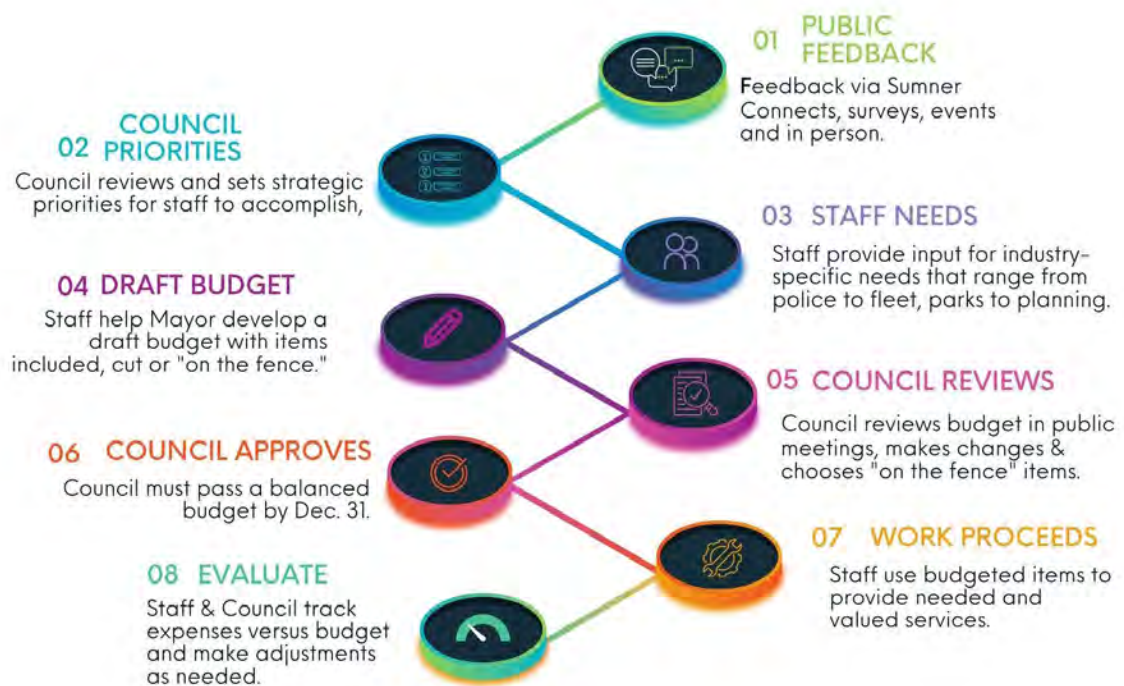 01 PUBLIC
FEEDBACK
Feedback via Sumner
Connects, surveys, events
and in person.
02 COUNCIL
PRIORITIES
Council reviews and sets strategic
priorities for staff to accomplish,
03 STAFF NEEDS
Staff provide input for industry-
specific needs that range from
police to fleet, parks to planning.
04 DRAFT BUDGET
Staff help Mayor develop a
draft budget with items
included, cut or "on the fence."
05 COUNCIL REVIEWS
Council reviews budget in public
meetings, makes changes &
chooses "on the fence" items.
06 COUNCIL APPROVES
Council must pass a balanced
budget by Dec. 31.
07 WORK PROCEEDS
Staff use budgeted items to
provide needed and
valued services.
08 EVALUATE
Staff & Council track
expenses versus budget
and make adjustments
as needed.